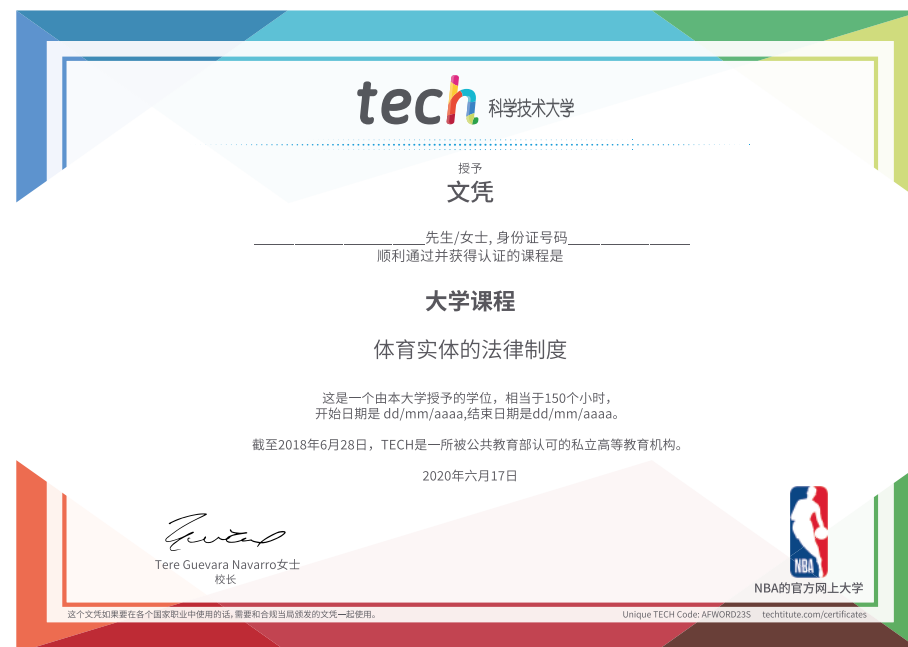 tech 科学技术大学
授予
文凭
____________________先生/女士, 身份证号码_______________
顺利通过并获得认证的课程是
大学课程
体育实体的法律制度
这是一个由本大学授予的学位，相当于150个小时，
开始日期是 dd/mm/aaaa,结束日期是dd/mm/aaaa。
截至2018年6月28日，TECH是一所被公共教育部认可的私立高等教育机构。
2020年六月17日
Tere Guevara Navarro女士
校长
NBA
NBA的官方网上大学
这个文凭如果要在各个国家职业中使用的话,需要和合规当局颁发的文凭一起使用。
Unique TECH Code: AFWORD23S techtitute.com/certificates